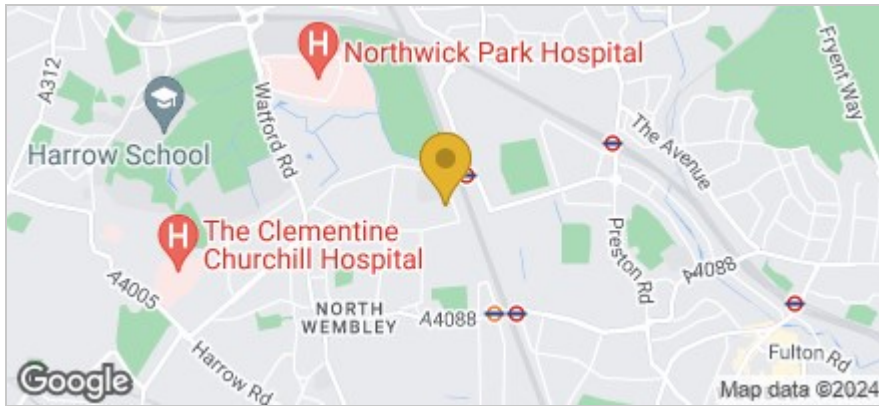 A312
Watford Rd
H
Northwick Park Hospital
Fryent Way
Harrow School
The Avenue
H
The Clementine
Churchill Hospital
Preston Rd
A4088
A4005
NORTH
WEMBLEY
A4088
Harrow Rd
Fulton Rd
Google
Map data ©2024